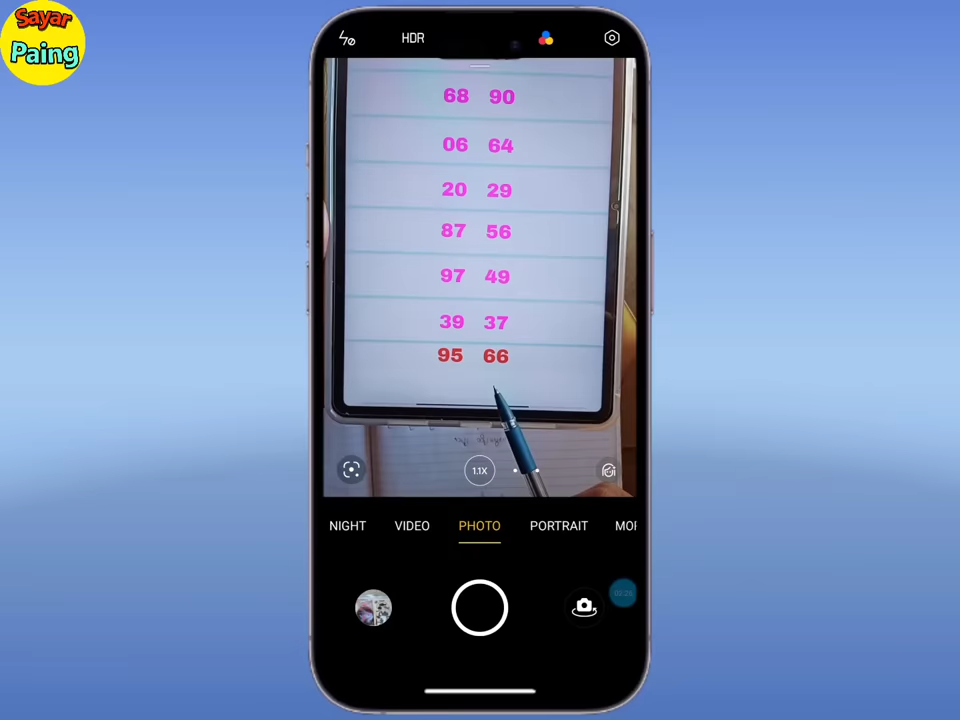 Sayar
Paing
HDR
68 90
06 64
20 29
87 56
97 49
39 37
95 66
1.1X
NIGHT VIDEO PHOTO PORTRAIT MOR